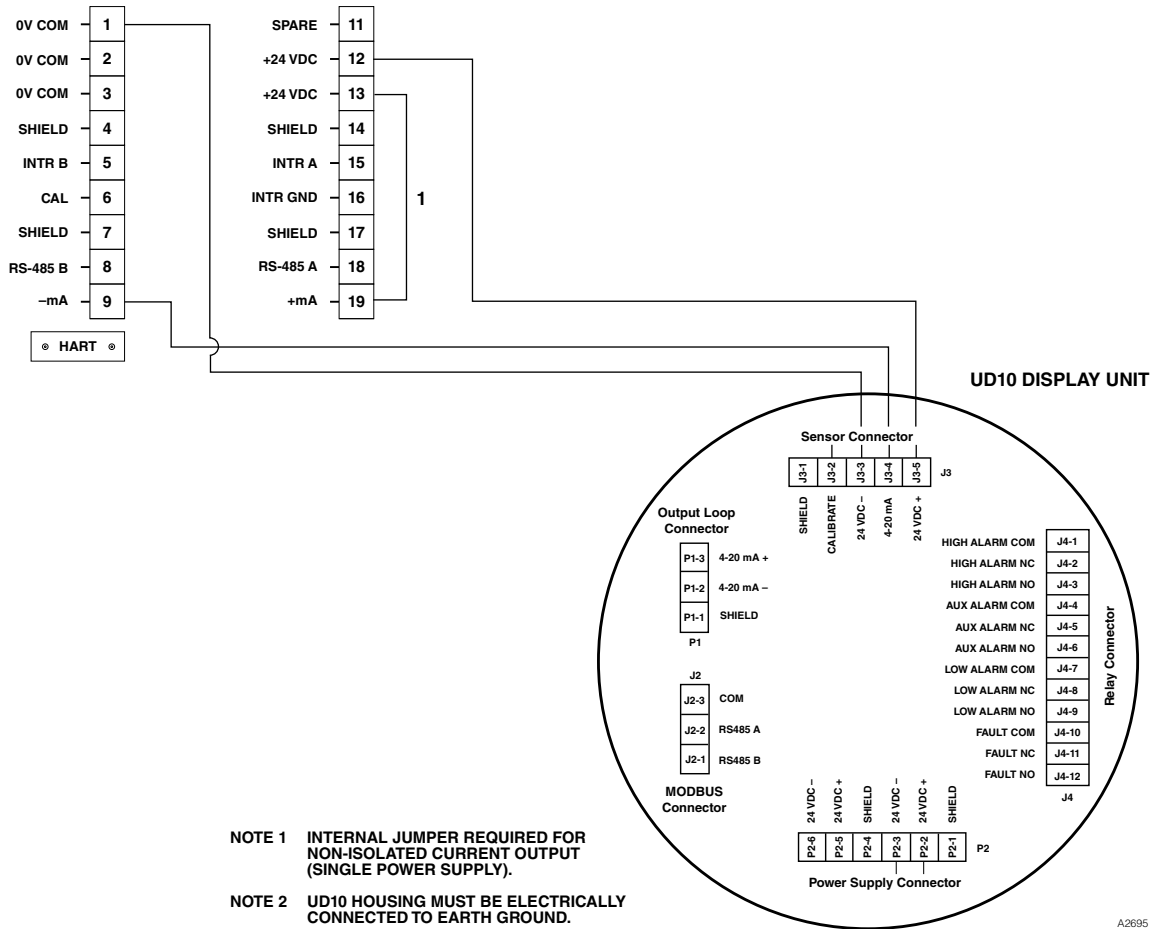 0V COM 1
0V COM 2
0V COM 3
SHIELD 4
INTR B 5
CAL 6
SHIELD 7
RS-485 B 8
–mA 9
HART
SPARE 11
+24 VDC 12
+24 VDC 13
SHIELD 14
INTR A 15
INTR GND 16
SHIELD 17
RS-485 A 18
+mA 19
1
UD10 DISPLAY UNIT
Sensor Connector
J3-1
J3-2
J3-3
J3-4
J3-5
J3
SHIELD
CALIBRATE
24 VDC –
4-20 mA
24 VDC +
Output Loop
Connector
P1-3 4-20 mA +
P1-2 4-20 mA –
P1-1 SHIELD
P1
J2
J2-3 COM
J2-2 RS485 A
J2-1 RS485 B
MODBUS
Connector
HIGH ALARM COM J4-1
HIGH ALARM NC J4-2
HIGH ALARM NO J4-3
AUX ALARM COM J4-4
AUX ALARM NC J4-5
AUX ALARM NO J4-6
LOW ALARM COM J4-7
LOW ALARM NC J4-8
LOW ALARM NO J4-9
FAULT COM J4-10
FAULT NC J4-11
FAULT NO J4-12
J4
Relay Connector
24 VDC –
24 VDC +
SHIELD
24 VDC –
24 VDC +
SHIELD
P2-6
P2-5
P2-4
P2-3
P2-2
P2-1
P2
Power Supply Connector
NOTE 1 INTERNAL JUMPER REQUIRED FOR
NON-ISOLATED CURRENT OUTPUT
(SINGLE POWER SUPPLY).
NOTE 2 UD10 HOUSING MUST BE ELECTRICALLY
CONNECTED TO EARTH GROUND.
A2695